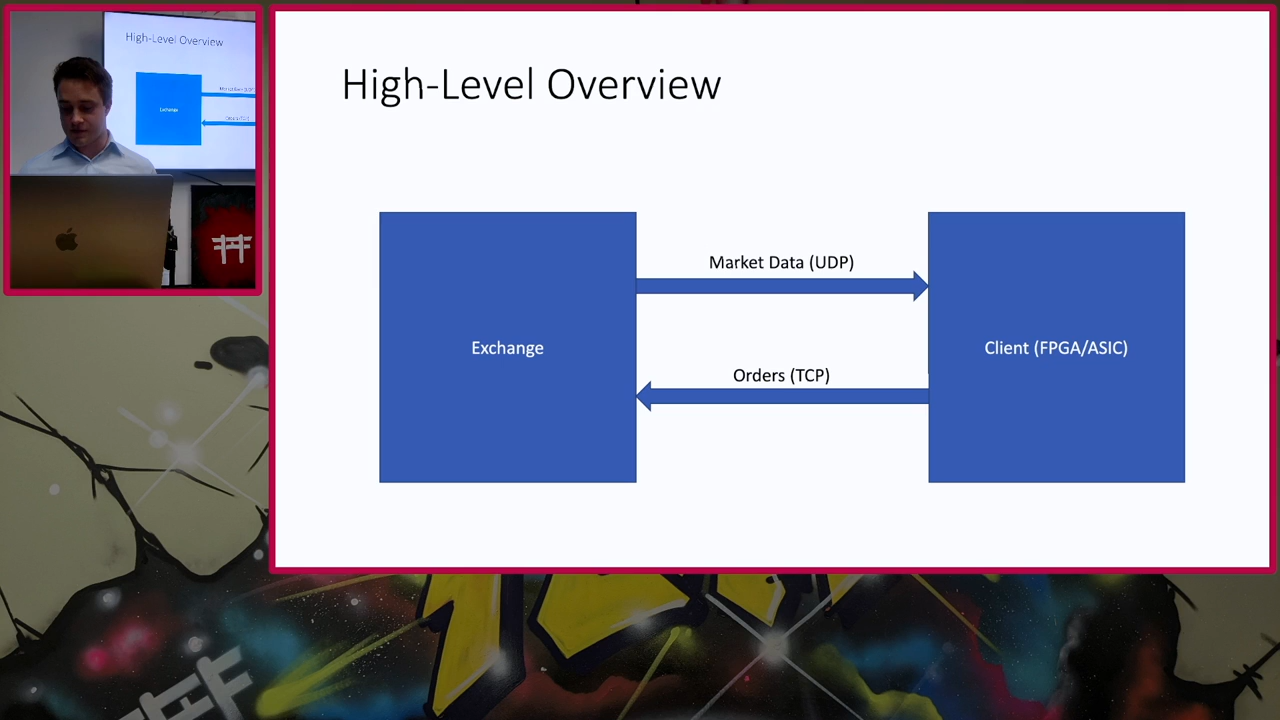 High-Level Overview
Exchange
High-Level Overview
Market Data (UDP)
Exchange
Client (FPGA/ASIC)
Orders (TCP)